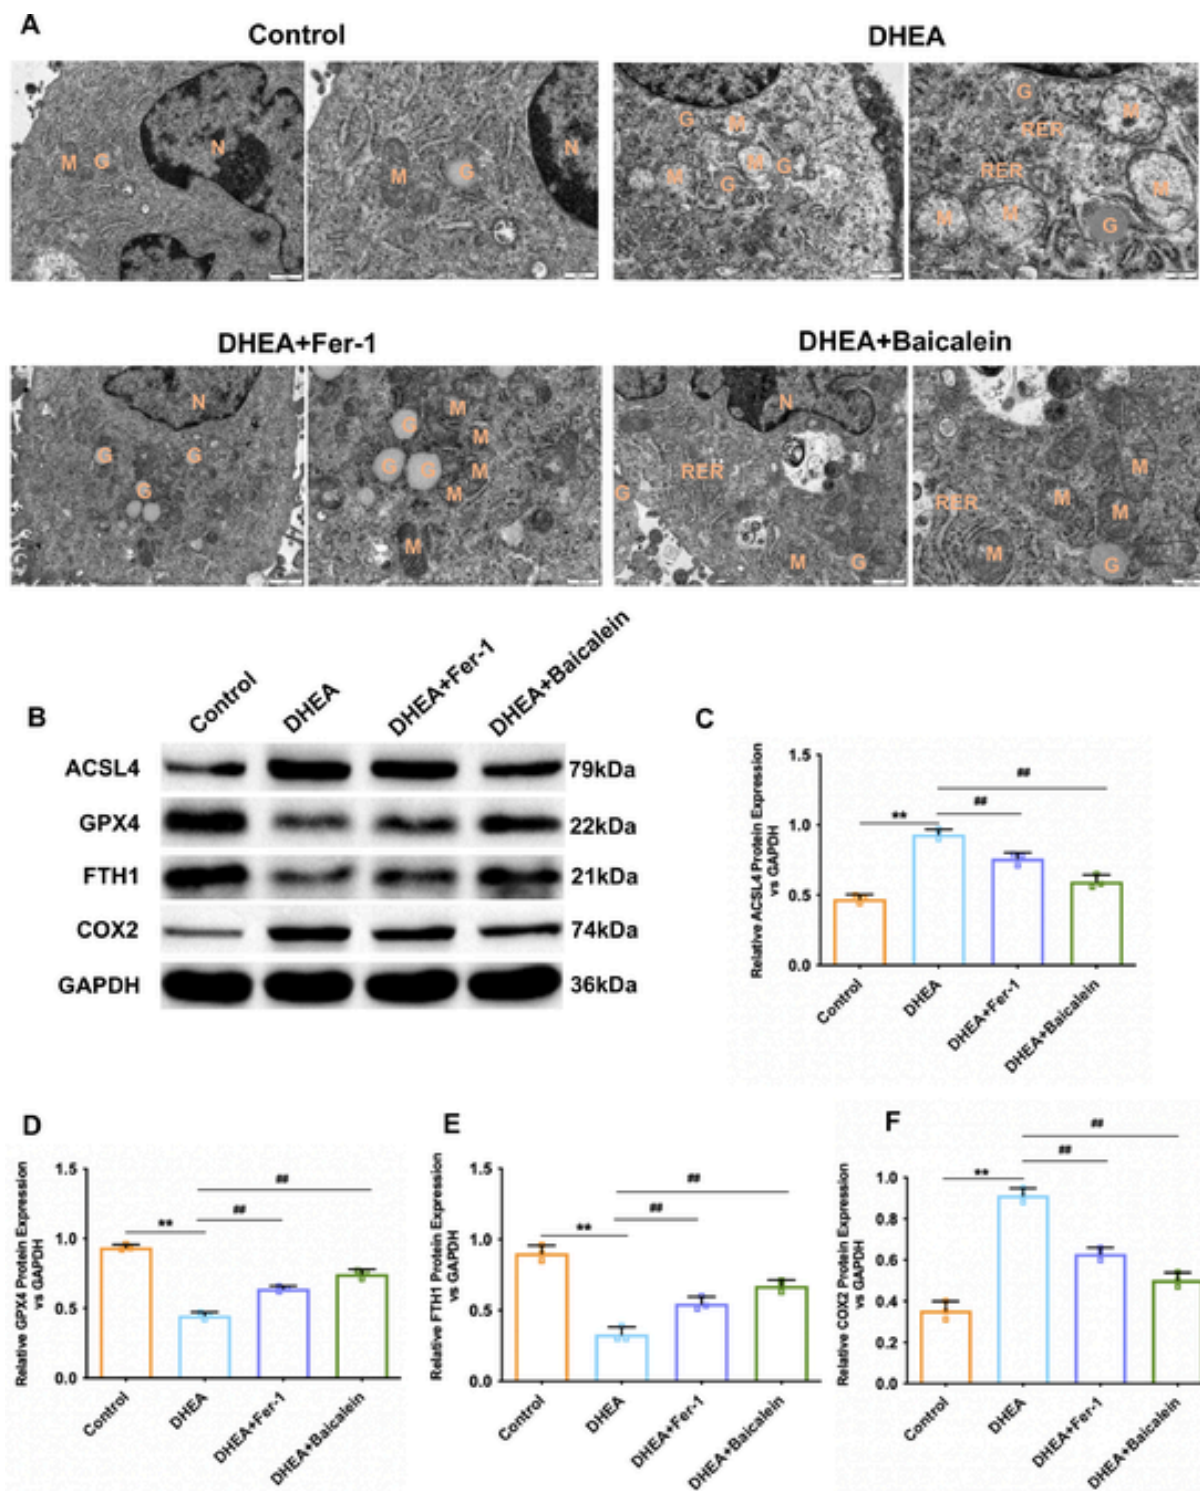 A
Control
DHEA
M G N
M G N
G M M M G G
G M RER RER M M M G
DHEA+Fer-1
DHEA+Baicalein
N G G G
M G M G G M M M
N RER G M G
M RER M M M G
B
Control DHEA DHEA+Fer-1 DHEA+Baicalein
ACSL4 79kDa
GPX4 22kDa
FTH1 21kDa
COX2 74kDa
GAPDH 36kDa
C
Relative ACSL4 Protein Expression
vs GAPDH
1.5
1.0
0.5
0.0
** ## ##
Control DHEA DHEA+Fer-1 DHEA+Baicalein
D
Relative GPX4 Protein Expression
vs GAPDH
1.5
1.0
0.5
0.0
** ## ##
Control DHEA DHEA+Fer-1 DHEA+Baicalein
E
Relative FTH1 Protein Expression
vs GAPDH
1.5
1.0
0.5
0.0
** ## ##
Control DHEA DHEA+Fer-1 DHEA+Baicalein
F
Relative COX2 Protein Expression
vs GAPDH
1.0
0.8
0.6
0.4
0.2
0.0
** ## ##
Control DHEA DHEA+Fer-1 DHEA+Baicalein